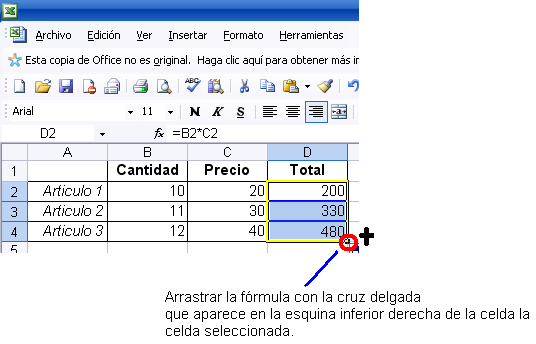 Archivo Edición Ver Insertar Formato Herramientas
Esta copia de Office no es original. Haga clic aquí para obtener más in
Arial 11 N K S
D2 fx =B2*C2
A B C D
1 Cantidad Precio Total
2 Articulo 1 10 20 200
3 Articulo 2 11 30 330
4 Articulo 3 12 40 480
5
Arrastrar la fórmula con la cruz delgada
que aparece en la esquina inferior derecha de la celda la
celda seleccionada.